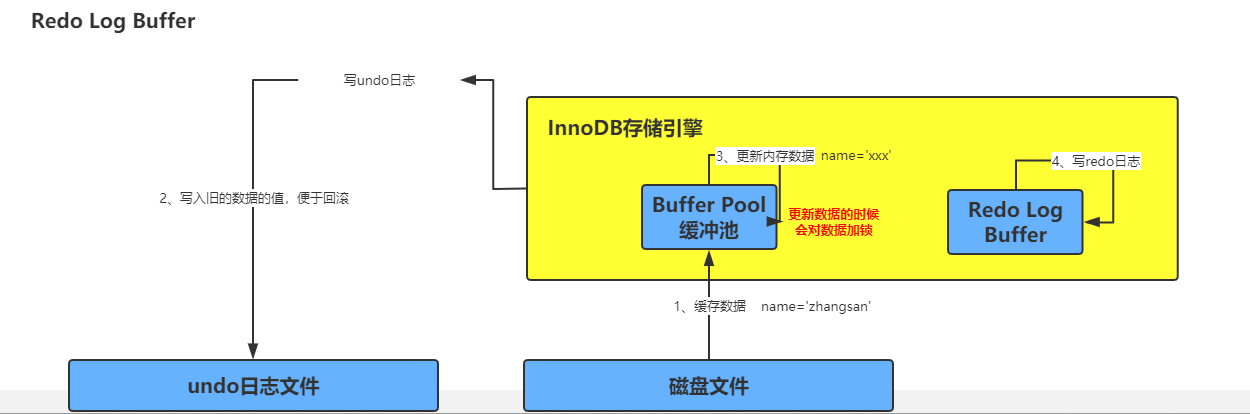 Redo Log Buffer
写undo日志
InnoDB存储引擎
3、更新内存数据 name='xxx'
4、写redo日志
2、写入旧的数据的值，便于回滚
Buffer Pool
缓冲池
更新数据的时候
会对数据加锁
Redo Log
Buffer
1、缓存数据 name='zhangsan'
undo日志文件
磁盘文件